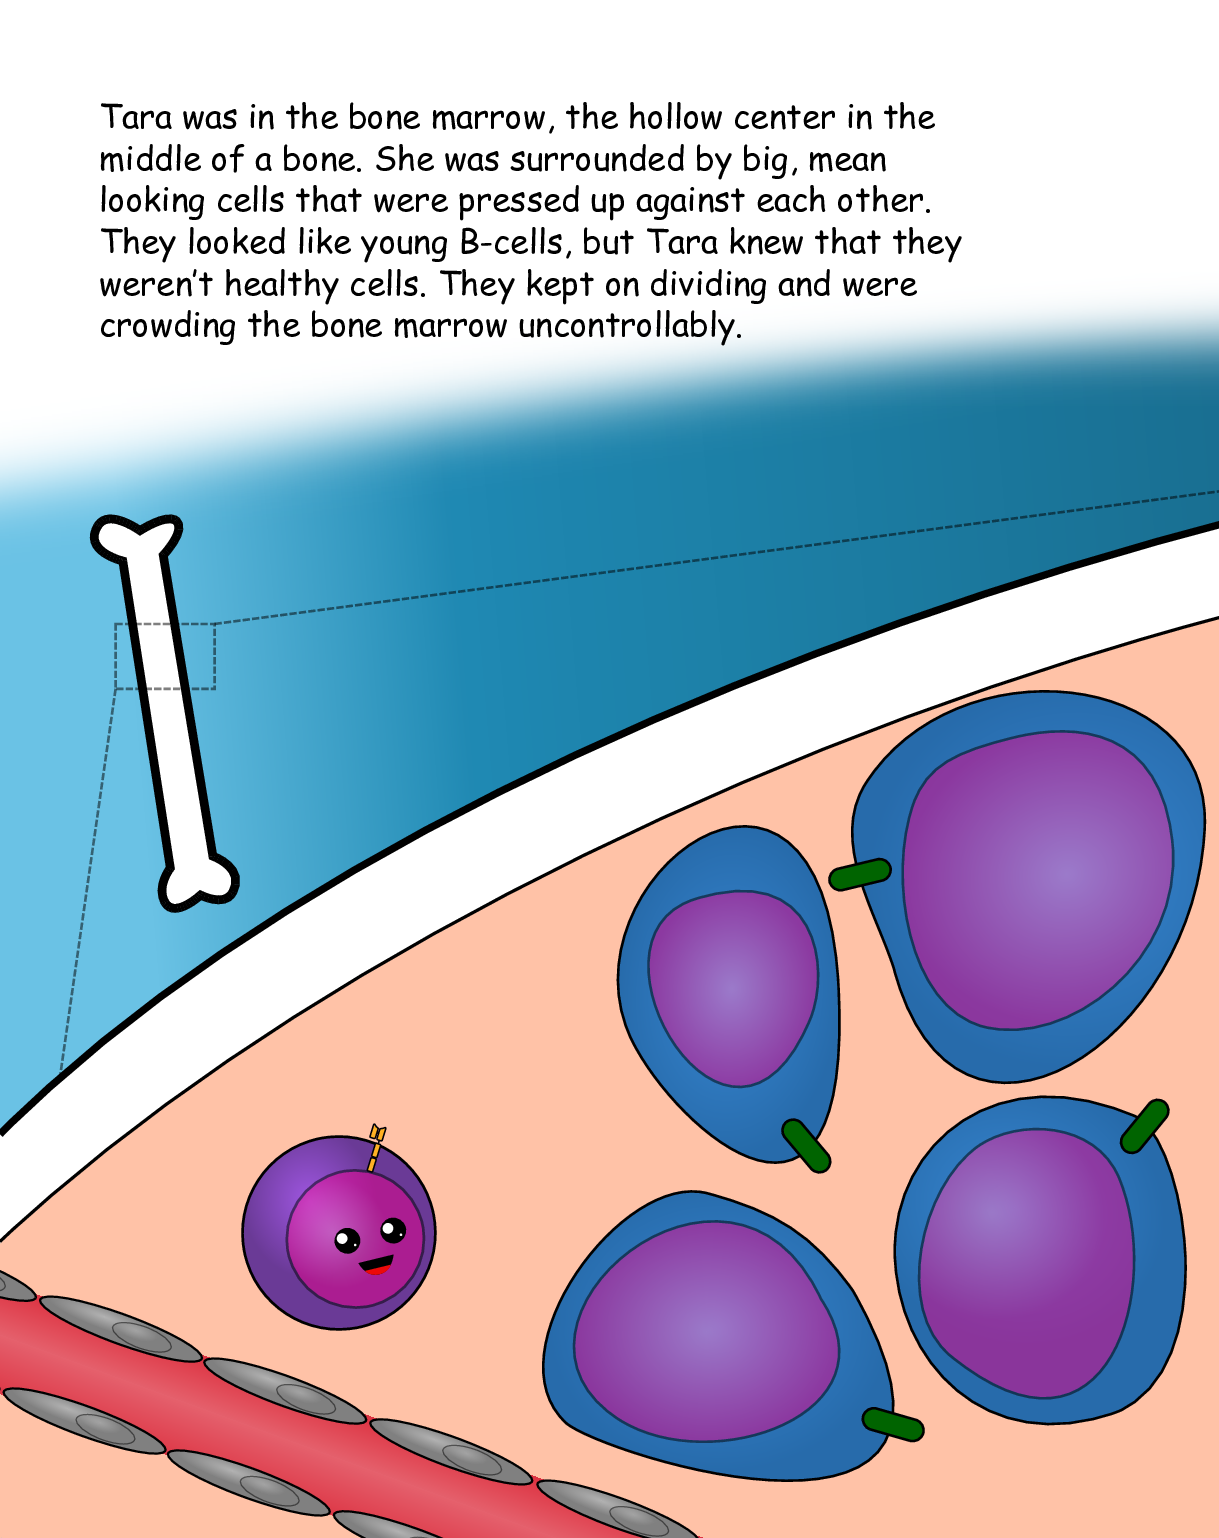 Tara was in the bone marrow, the hollow center in the
middle of a bone. She was surrounded by big, mean
looking cells that were pressed up against each other.
They looked like young B-cells, but Tara knew that they
weren’t healthy cells. They kept on dividing and were
crowding the bone marrow uncontrollably.